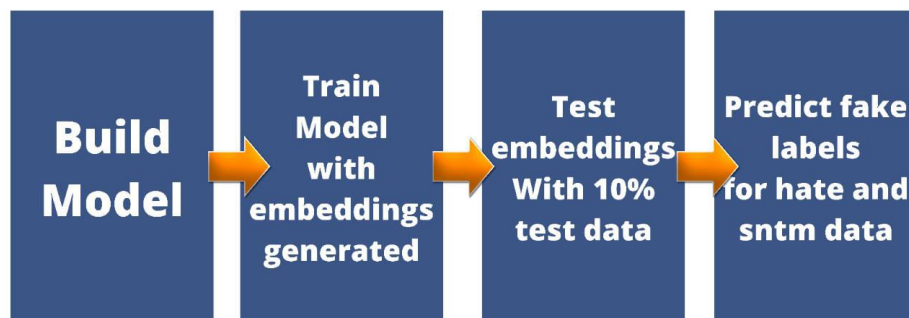 Build
Model
Train
Model
with
embeddings
generated
Test
embeddings
With 10%
test data
Predict fake
labels
for hate and
sntm data